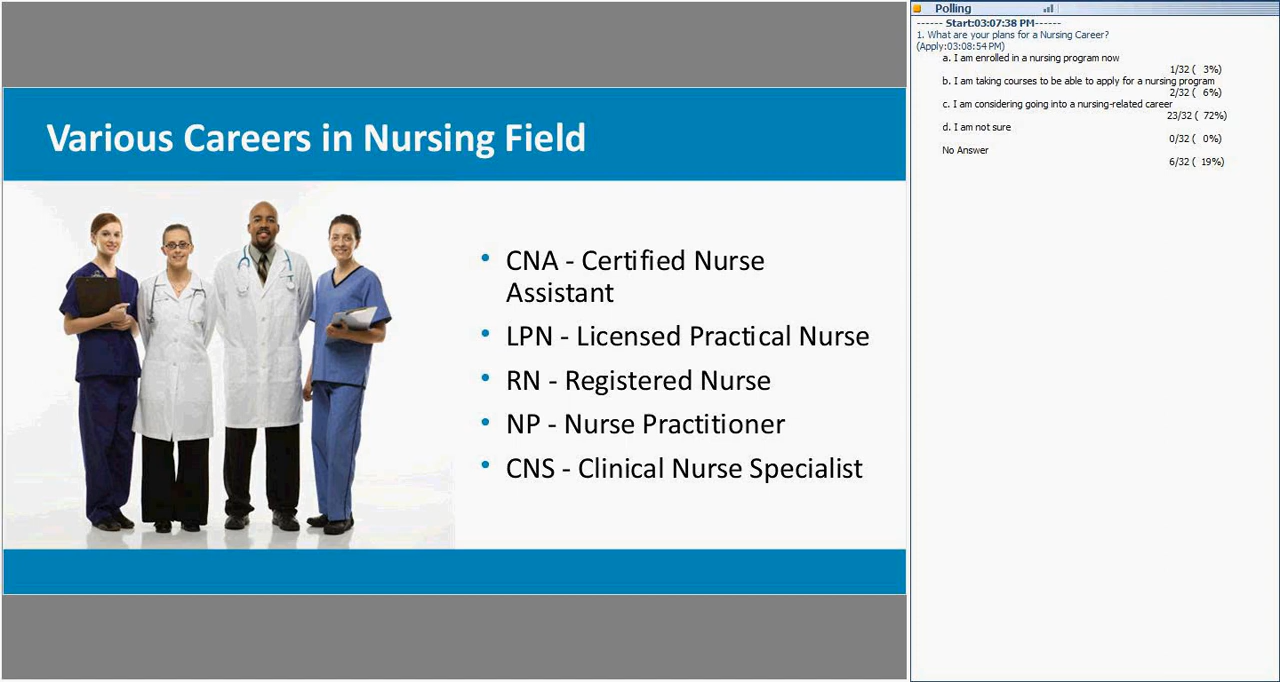 Various Careers in Nursing Field
• CNA - Certified Nurse
Assistant
• LPN - Licensed Practical Nurse
• RN - Registered Nurse
• NP - Nurse Practitioner
• CNS - Clinical Nurse Specialist
Polling
------ Start:03:07:38 PM------
1. What are your plans for a Nursing Career?
(Apply:03:08:54 PM)
a. I am enrolled in a nursing program now
1/32 ( 3%)
b. I am taking courses to be able to apply for a nursing program
2/32 ( 6%)
c. I am considering going into a nursing-related career
23/32 ( 72%)
d. I am not sure
0/32 ( 0%)
No Answer
6/32 ( 19%)